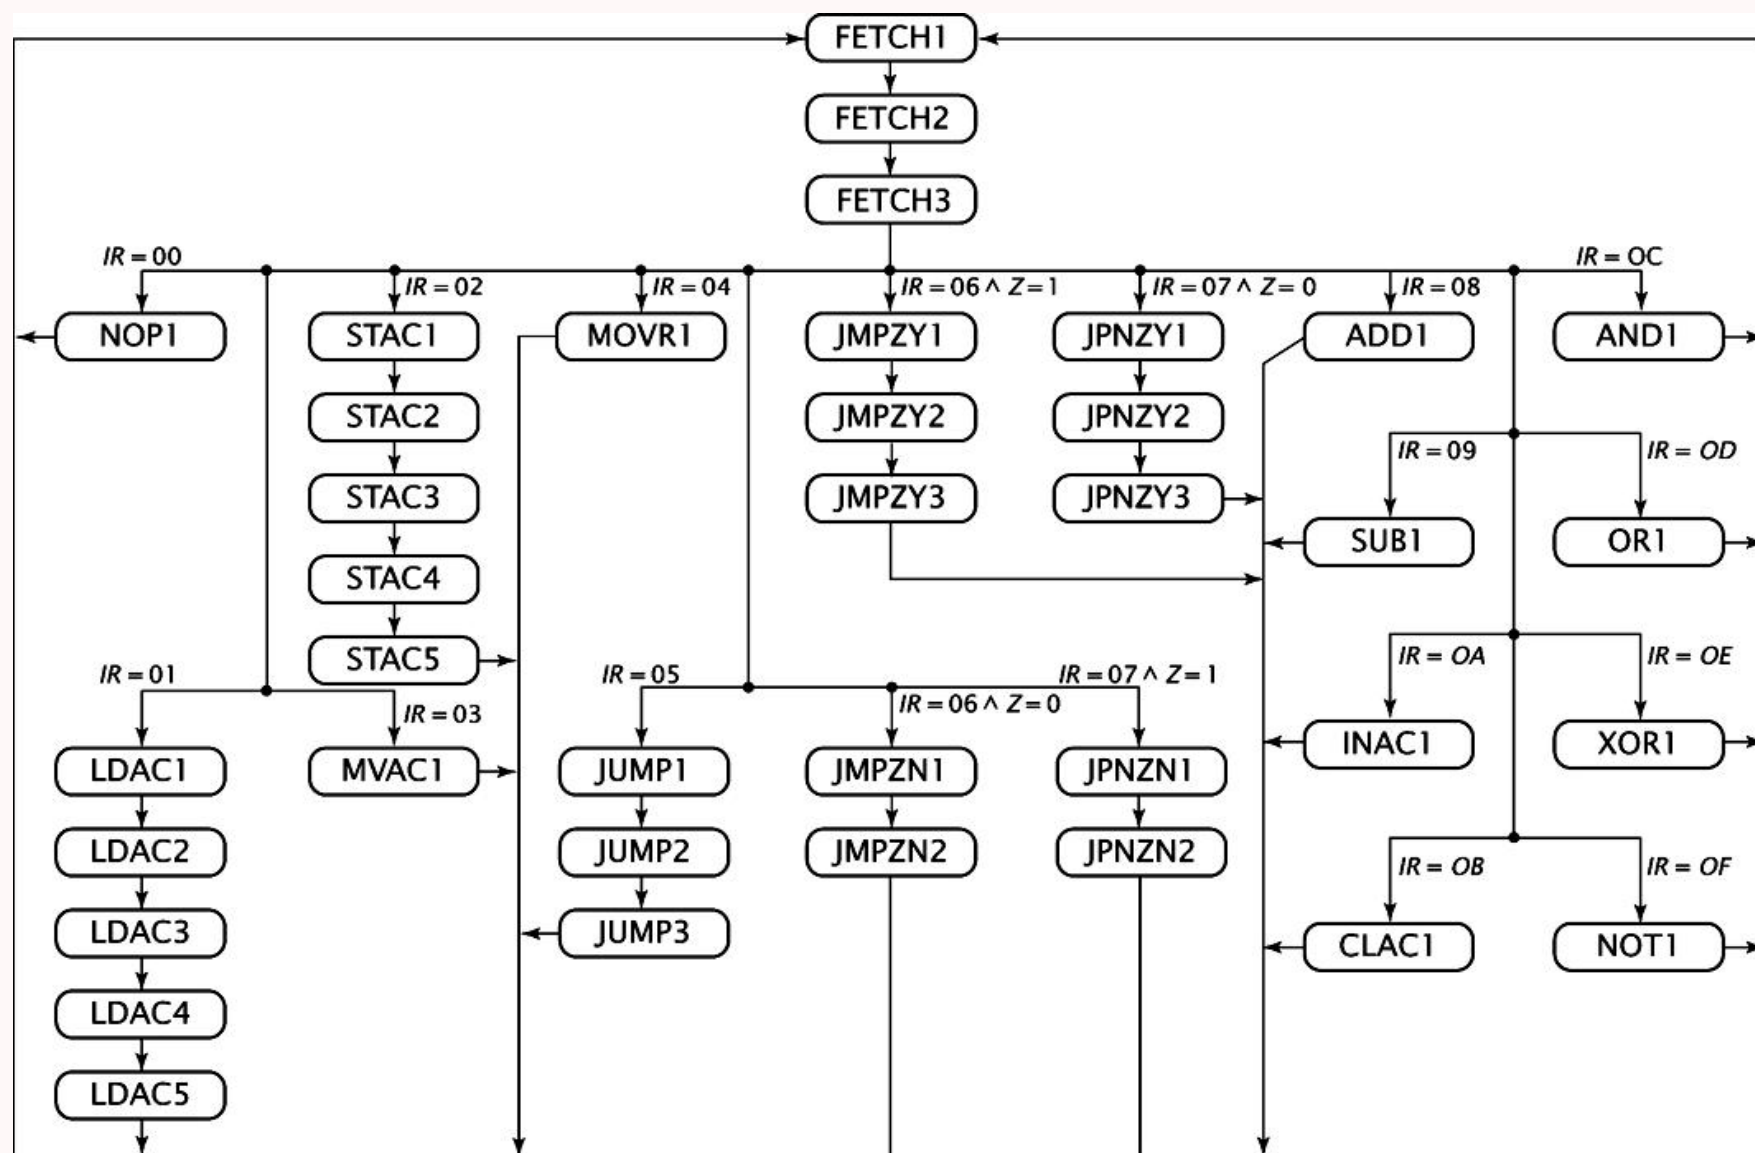 FETCH1
FETCH2
FETCH3
IR = 00
IR = OC
IR = 02
IR = 04
IR = 06 ∧ Z = 1
IR = 07 ∧ Z = 0
IR = 08
NOP1
STAC1
MOVR1
JMPZY1
JPNZY1
ADD1
AND1
STAC2
JMPZY2
JPNZY2
IR = 09
IR = OD
STAC3
JMPZY3
JPNZY3
SUB1
OR1
STAC4
STAC5
IR = OA
IR = OE
IR = 01
IR = 05
IR = 07 ∧ Z = 1
IR = 03
IR = 06 ∧ Z = 0
INAC1
XOR1
LDAC1
MVAC1
JUMP1
JMPZN1
JPNZN1
LDAC2
JUMP2
JMPZN2
JPNZN2
IR = OB
IR = OF
LDAC3
JUMP3
CLAC1
NOT1
LDAC4
LDAC5